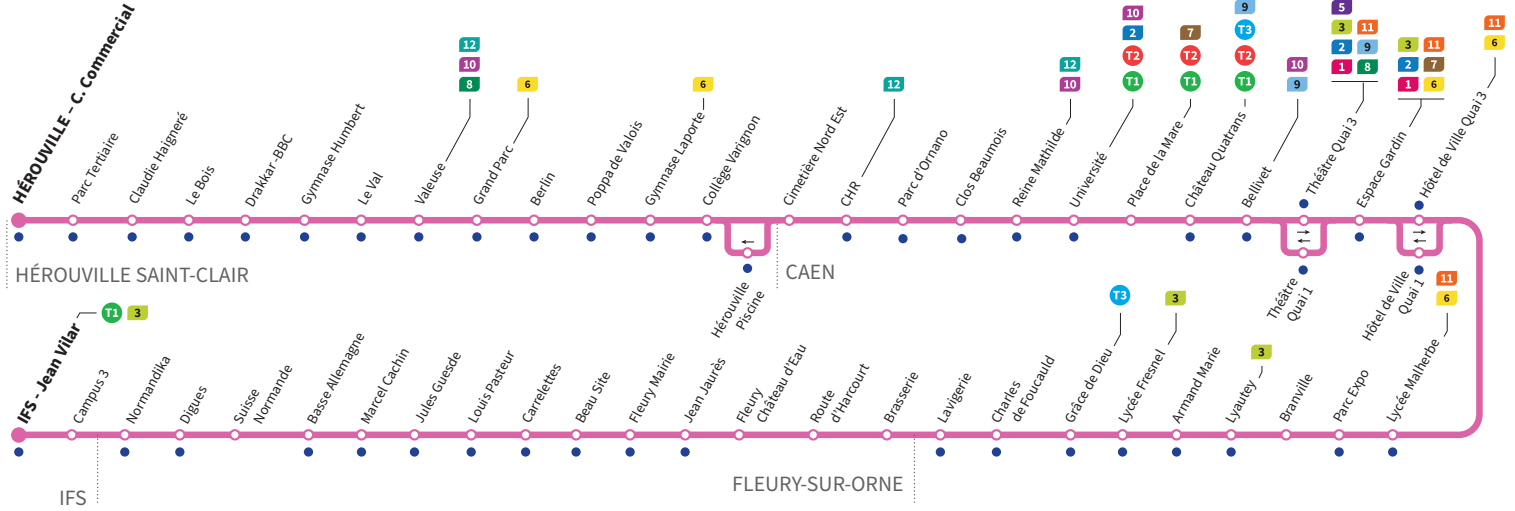 HÉROUVILLE – C. Commercial
Parc Tertiaire
Claudie Haigneré
Le Bois
Drakkar - BBC
Gymnase Humbert
Le Val
Valeuse
12
10
8
Grand Parc
6
Berlin
Poppa de Valois
Gymnase Laporte
6
Collège Varignon
Hérouville
Piscine
Cimetière Nord Est
CHR
12
Parc d'Ornano
Clos Beaumois
Reine Mathilde
12
10
Université
10
2
T2
T1
Place de la Mare
7
T2
T1
Château Quatrans
9
T3
T2
T1
Bellivet
10
9
Théâtre Quai 3
5
3 11
2 9
1 8
Théâtre
Quai 1
Espace Gardin
3 11
2 7
1 6
Hôtel de Ville Quai 3
11
6
Hôtel de Ville
Quai 1
HÉROUVILLE SAINT-CLAIR
CAEN
IFS - Jean Vilar
T1 3
Campus 3
Normandika
Digues
Suisse
Normande
Basse Allemagne
Marcel Cachin
Jules Guesde
Louis Pasteur
Carrelettes
Beau Site
Fleury Mairie
Jean Jaurès
Fleury
Château d'Eau
Route
d'Harcourt
Brasserie
Lavigerie
Charles
de Foucauld
Grâce de Dieu
T3
Lycée Fresnel
3
Armand Marie
Lyautey
3
Branville
Parc Expo
Lycée Malherbe
11
6
IFS
FLEURY-SUR-ORNE